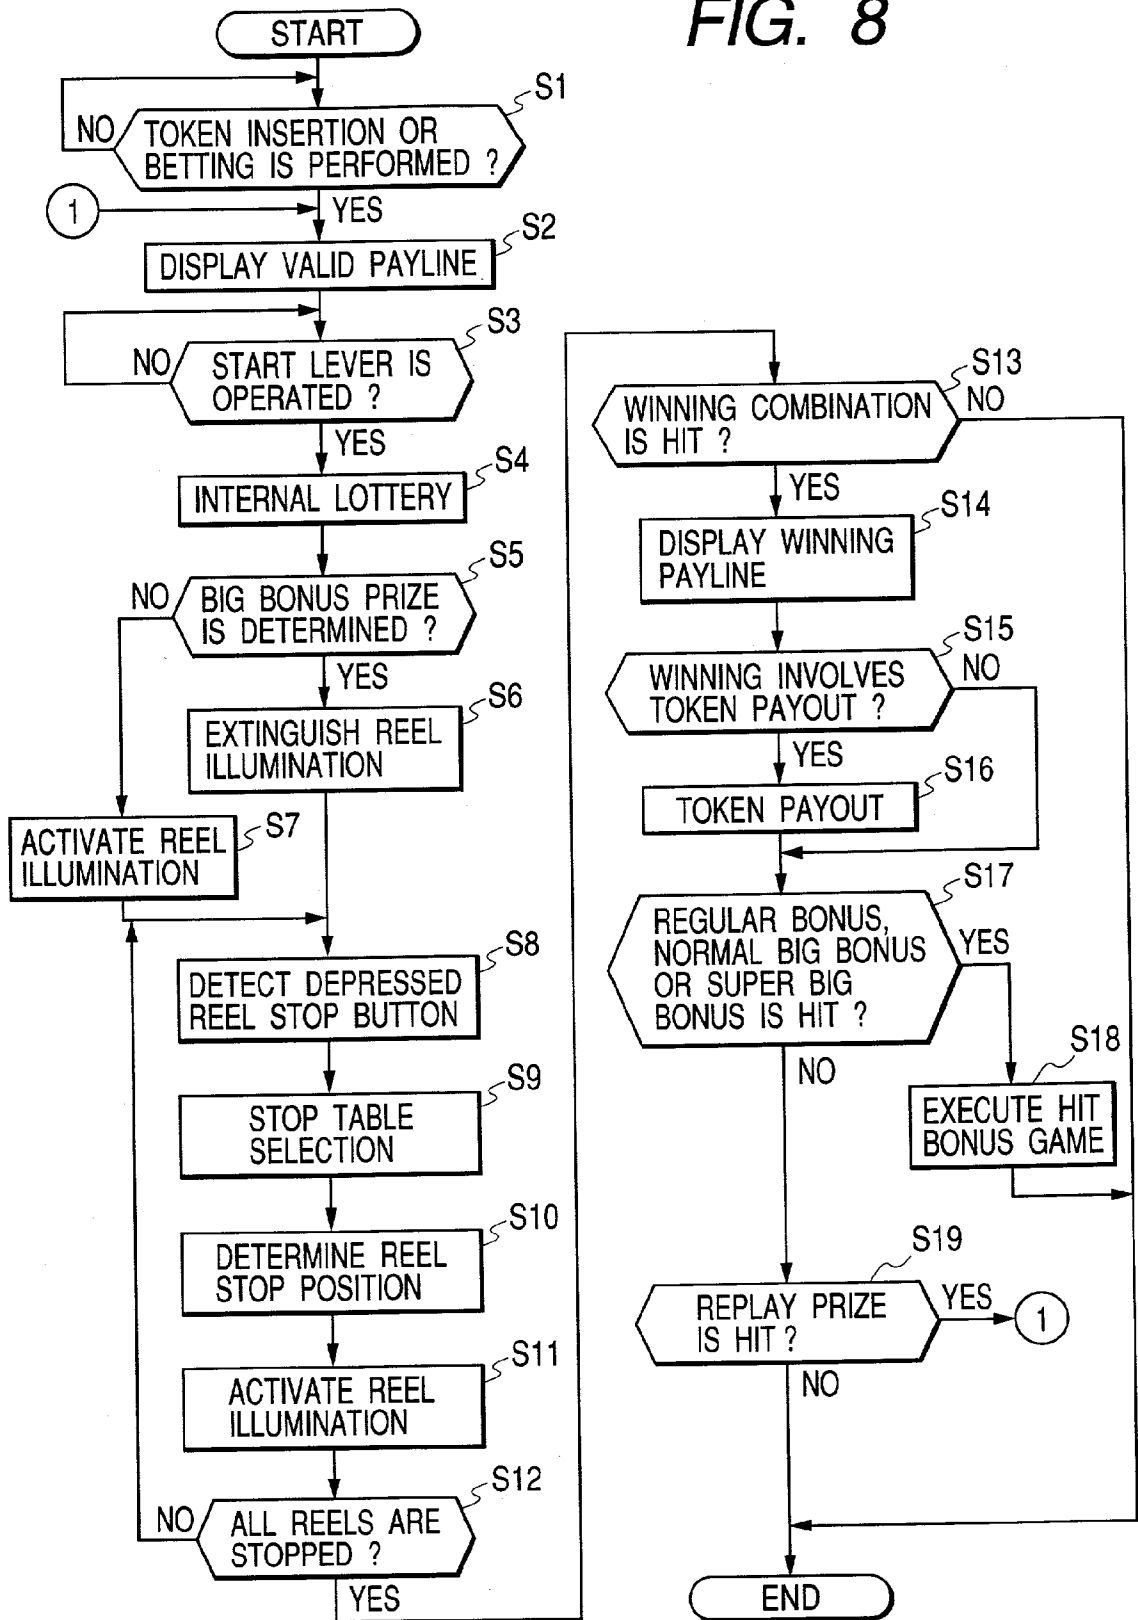 FIG. 8
START
S1
NO
TOKEN INSERTION OR
BETTING IS PERFORMED ?
1
YES
S2
DISPLAY VALID PAYLINE
S3
NO
START LEVER IS
OPERATED ?
YES
S4
INTERNAL LOTTERY
S5
NO
BIG BONUS PRIZE
IS DETERMINED ?
YES
S6
EXTINGUISH REEL
ILLUMINATION
S7
ACTIVATE REEL
ILLUMINATION
S8
DETECT DEPRESSED
REEL STOP BUTTON
S9
STOP TABLE
SELECTION
S10
DETERMINE REEL
STOP POSITION
S11
ACTIVATE REEL
ILLUMINATION
S12
NO
ALL REELS ARE
STOPPED ?
YES
S13
WINNING COMBINATION
IS HIT ?
NO
YES
S14
DISPLAY WINNING
PAYLINE
S15
WINNING INVOLVES
TOKEN PAYOUT ?
NO
YES
S16
TOKEN PAYOUT
S17
REGULAR BONUS,
NORMAL BIG BONUS
OR SUPER BIG
BONUS IS HIT ?
YES
NO
S18
EXECUTE HIT
BONUS GAME
S19
REPLAY PRIZE
IS HIT ?
YES
1
NO
END